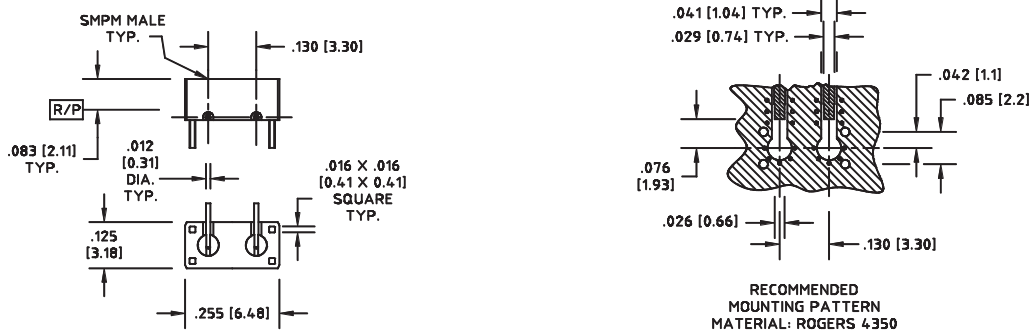 SMPM MALE
TYP.
.130 [3.30]
R/P
.083 [2.11]
TYP.
.012
[0.31]
DIA.
TYP.
.016 X .016
[0.41 X 0.41]
SQUARE
TYP.
.125
[3.18]
.255 [6.48]
.041 [1.04] TYP.
.029 [0.74] TYP.
.042 [1.1]
.085 [2.2]
.076
[1.93]
.026 [0.66]
.130 [3.30]
RECOMMENDED
MOUNTING PATTERN
MATERIAL: ROGERS 4350